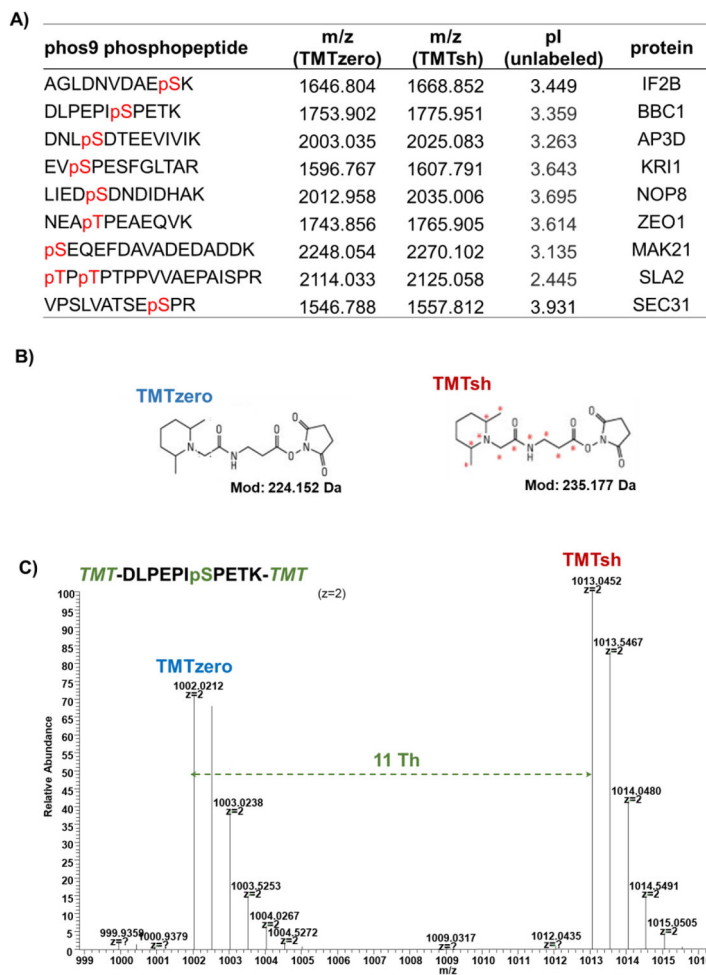 A)
phos9 phosphopeptide m/z (TMTzero) m/z (TMTsh) pI (unlabeled) protein
AGLDNVDAEpSK 1646.804 1668.852 3.449 IF2B
DLPEPIpSPETK 1753.902 1775.951 3.359 BBC1
DNLpSDTEEVIVIK 2003.035 2025.083 3.263 AP3D
EVpSPESFGLTAR 1596.767 1607.791 3.643 KRI1
LIEDpSDNDIDHAK 2012.958 2035.006 3.695 NOP8
NEApTPEAEQVK 1743.856 1765.905 3.614 ZEO1
pSEQEFDAVADEDADDK 2248.054 2270.102 3.135 MAK21
pTPpTPTPPVVAEPAISPR 2114.033 2125.058 2.445 SLA2
VPSLVATSEpSPR 1546.788 1557.812 3.931 SEC31
B)
TMTzero TMTsh
O O O N N H O N O
O O O N N H O N O
* * * * * * * * * * *
Mod: 224.152 Da Mod: 235.177 Da
C)
TMT-DLPEPIpSPETK-TMT
(z=2)
TMTsh
1013.0452
z=2
1013.5467
z=2
TMTzero
1002.0212
z=2
11 Th
1003.0238
z=2
1014.0480
z=2
1003.5253
z=2
1014.5491
z=2
1004.0267
z=2
1004.5272
z=2
1015.0505
z=2
999.9359
z=?
1000.9379
z=?
1009.0317
z=?
1012.0435
z=?
Relative Abundance
100
95
90
85
80
75
70
65
60
55
50
45
40
35
30
25
20
15
10
5
0
999 1000 1001 1002 1003 1004 1005 1006 1007 1008 1009 1010 1011 1012 1013 1014 1015 101
m/z